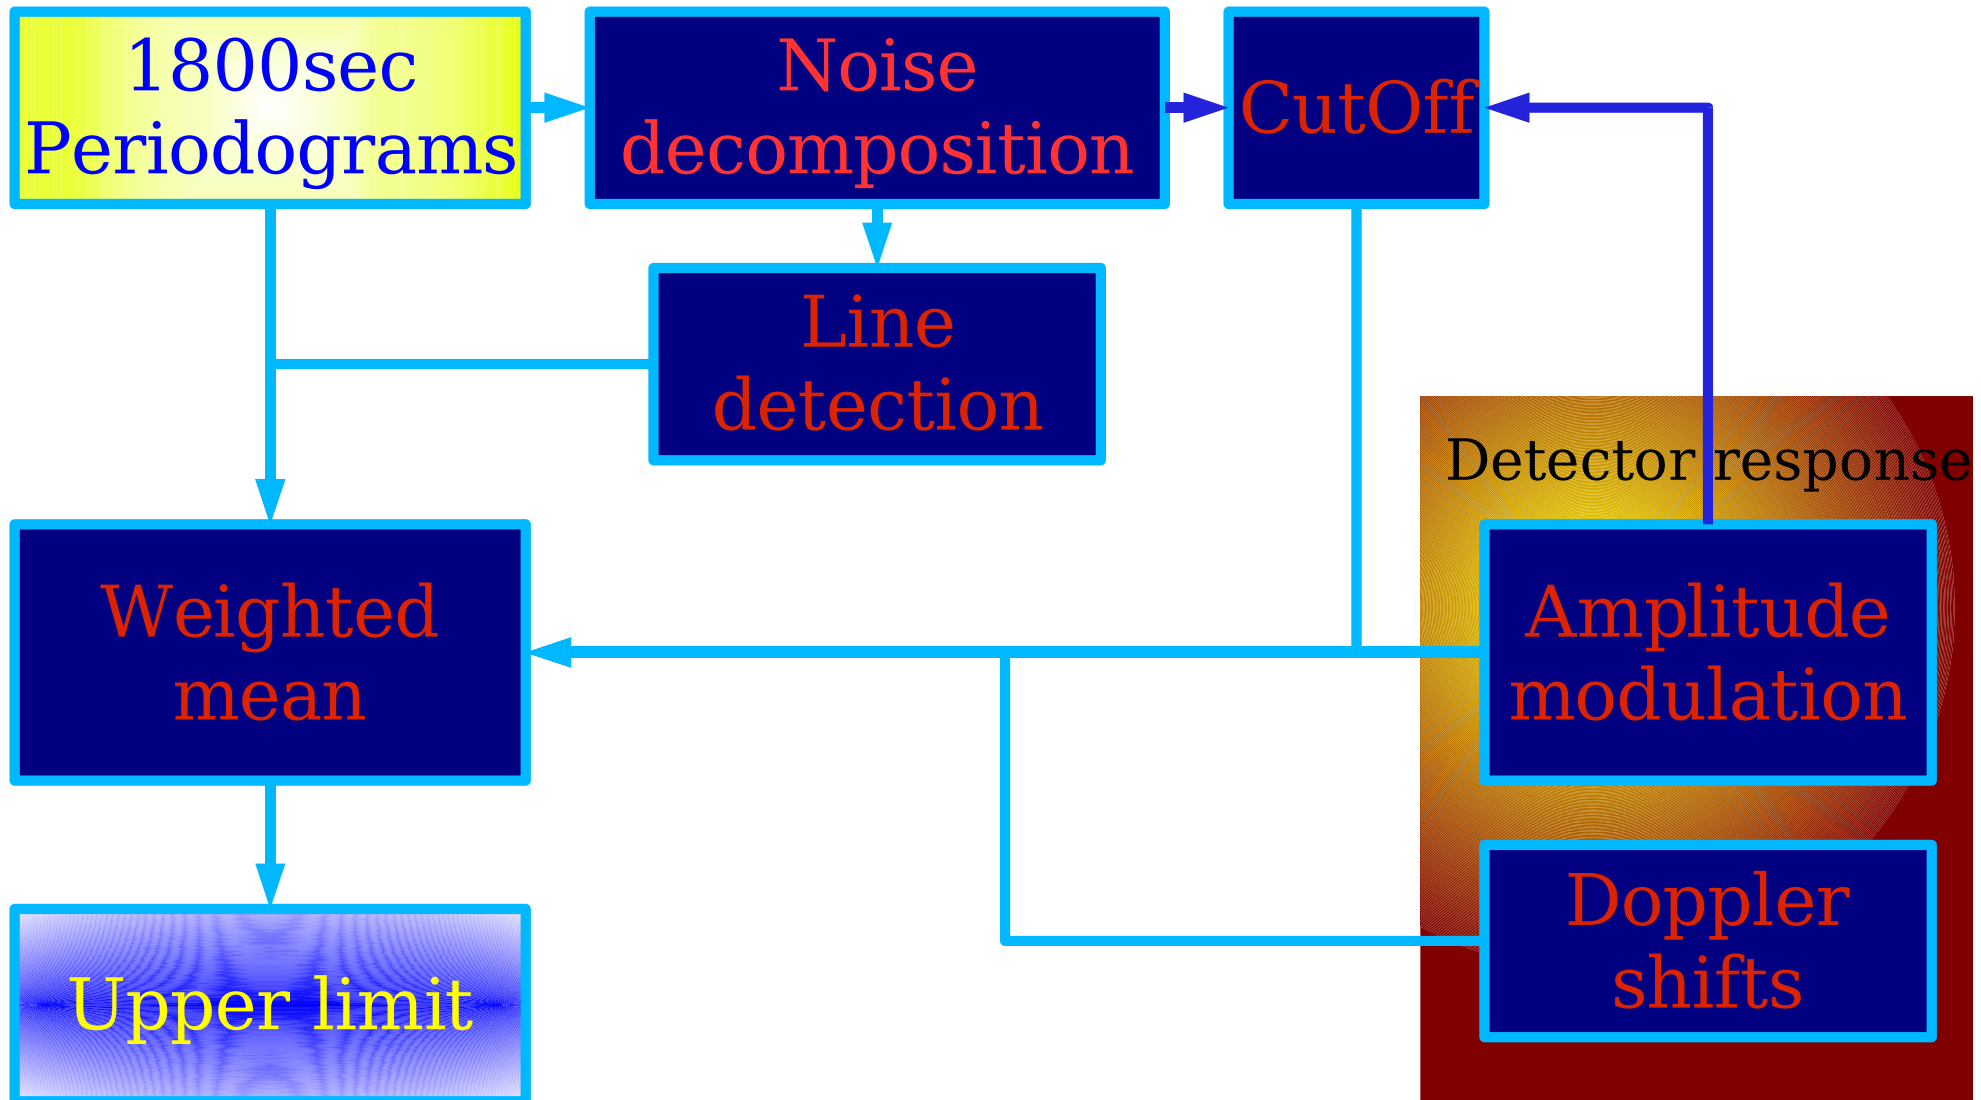 1800sec
Periodograms
Noise
decomposition
CutOff
Line
detection
Detector response
Weighted
mean
Amplitude
modulation
Doppler
shifts
Upper limit